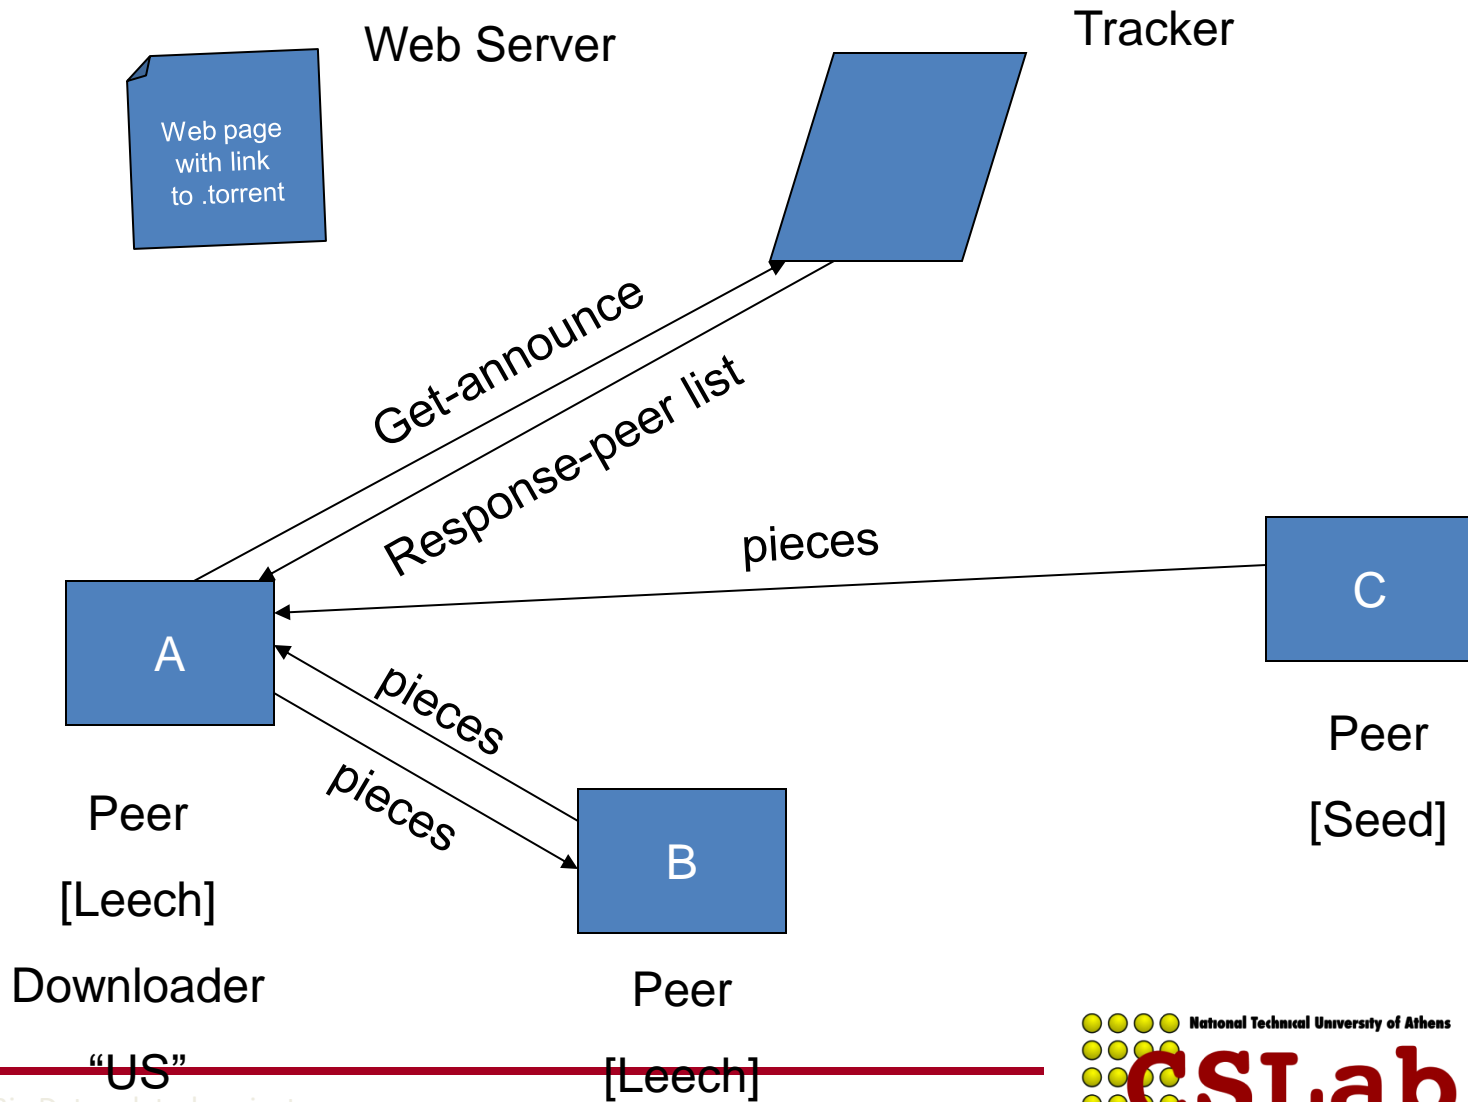 Web Server
Tracker
Web page
with link
to .torrent
Get-announce
Response-peer list
pieces
C
A
pieces
pieces
Peer
[Seed]
B
Peer
[Leech]
Downloader
“US”
Peer
[Leech]
National Technical University of Athens
CSLab